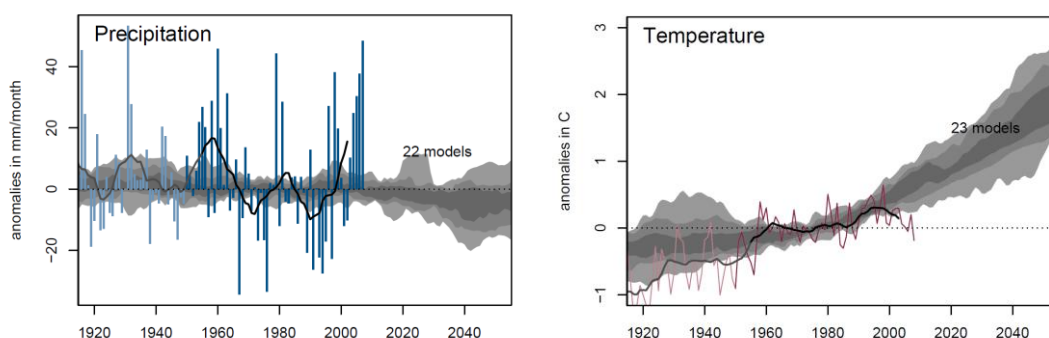 Precipitation
anomalies in mm/month
40
20
0
-20
22 models
1920 1940 1960 1980 2000 2020 2040
Temperature
anomalies in C
3
2
1
0
-1
23 models
1920 1940 1960 1980 2000 2020 2040